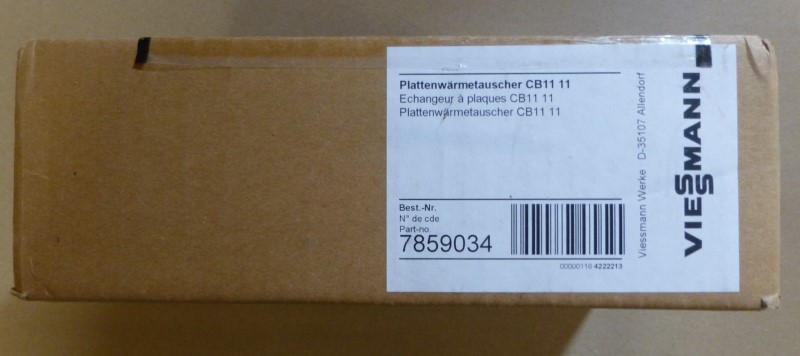 Plattenwärmetauscher CB11 11
Echangeur à plaques CB11 11
Plattenwärmetauscher CB11 11
Best.-Nr.
N° de cde
Part-no.
7859034
00000118 4222213
Viessmann Werke D-35107 Allendorf
VIESSMANN